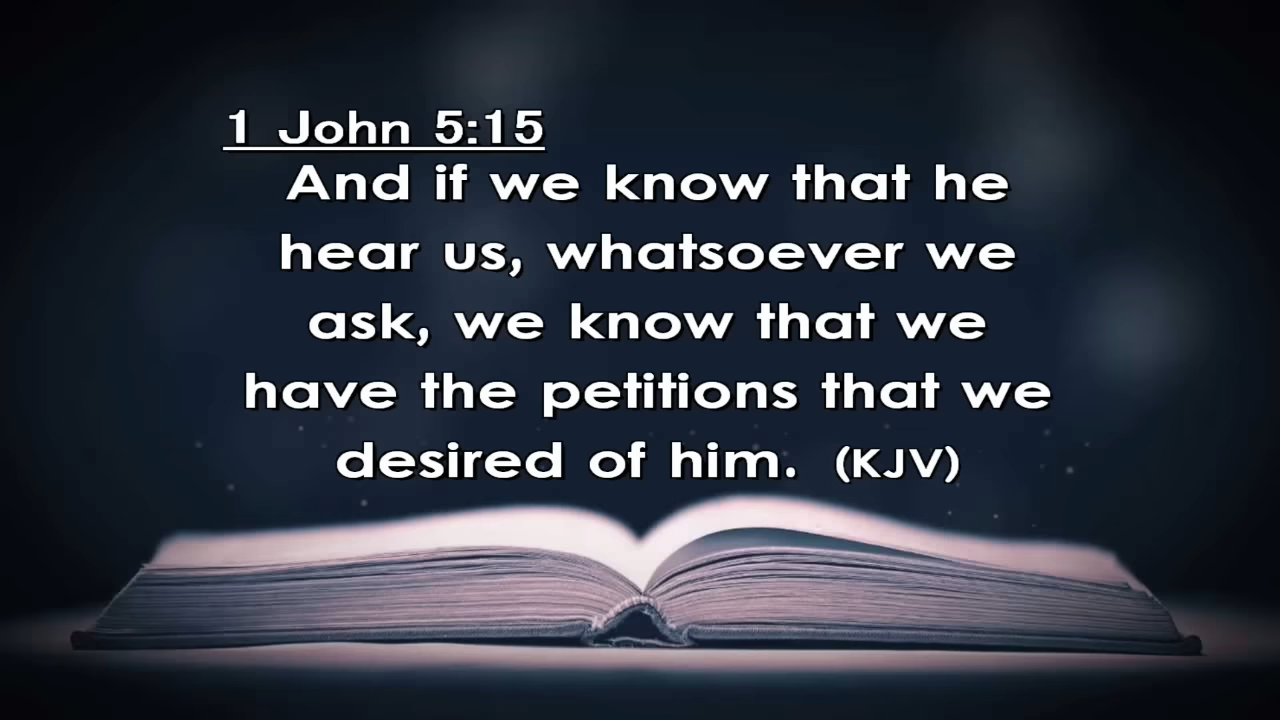 1 John 5:15
And if we know that he
hear us, whatsoever we
ask, we know that we
have the petitions that we
desired of him. (KJV)